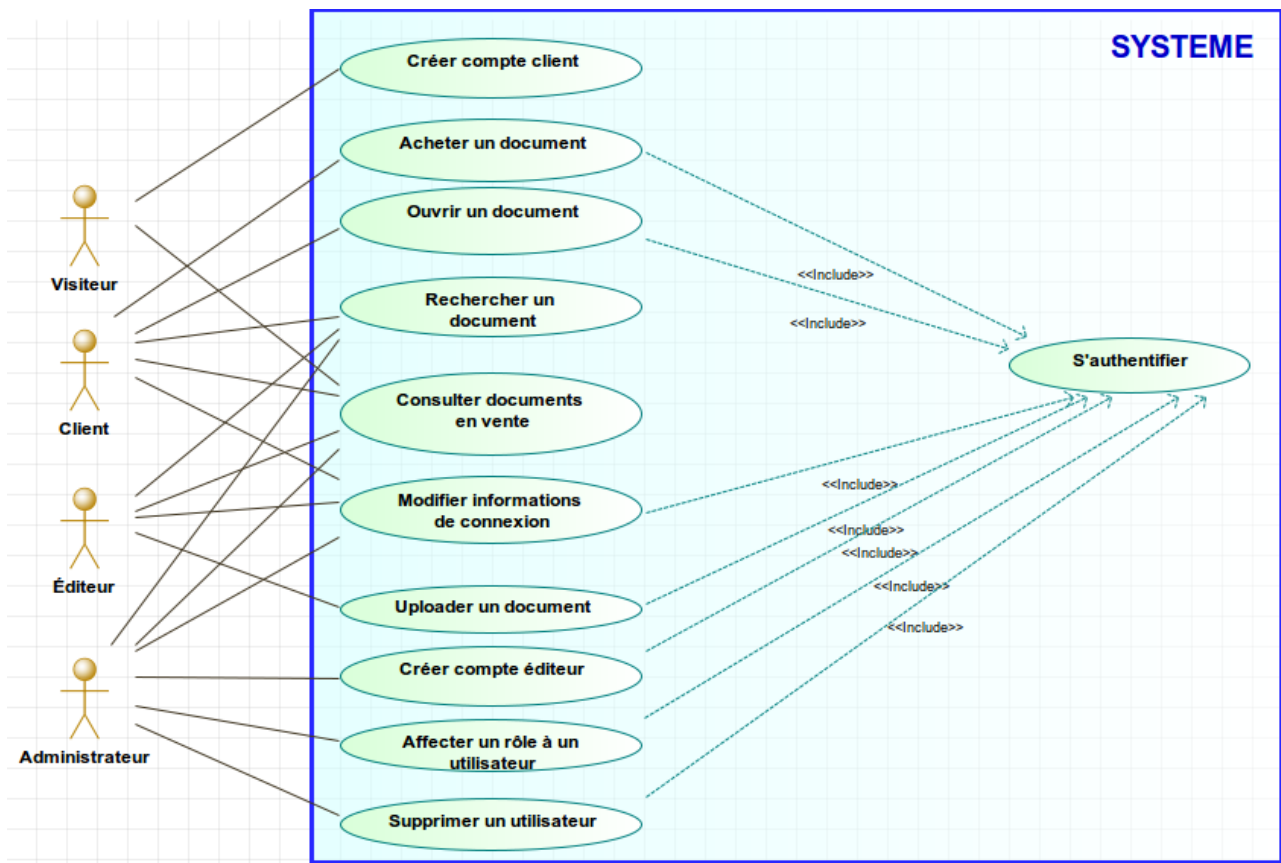 SYSTEME
Créer compte client
Acheter un document
Ouvrir un document
<<Include>>
Visiteur
Rechercher un
document
<<Include>>
S'authentifier
Client
Consulter documents
en vente
<<Include>>
Modifier informations
de connexion
<<Include>>
<<Include>>
Éditeur
<<Include>>
Uploader un document
<<Include>>
Créer compte éditeur
Administrateur
Affecter un rôle à un
utilisateur
Supprimer un utilisateur